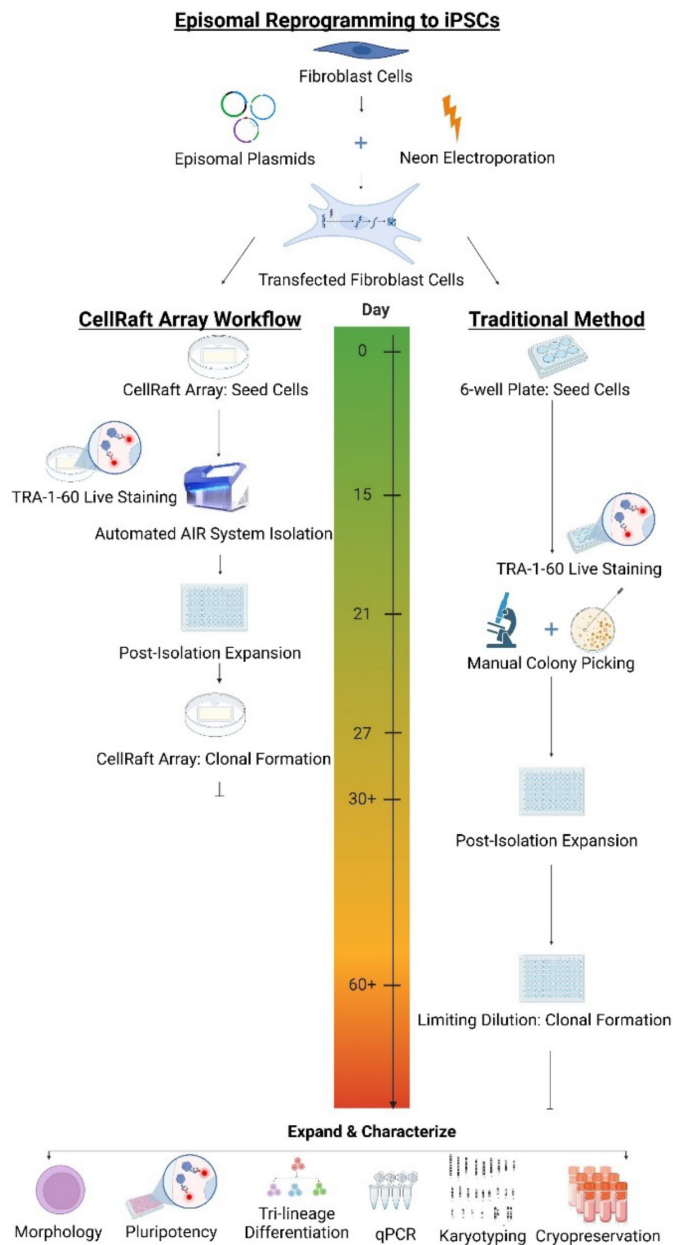 Episomal Reprogramming to iPSCs
Fibroblast Cells
+
Episomal Plasmids
Neon Electroporation
Transfected Fibroblast Cells
CellRaft Array Workflow
Day
Traditional Method
0
CellRaft Array: Seed Cells
6-well Plate: Seed Cells
15
TRA-1-60 Live Staining
Automated AIR System Isolation
TRA-1-60 Live Staining
21
+
Post-Isolation Expansion
Manual Colony Picking
27
CellRaft Array: Clonal Formation
30+
Post-Isolation Expansion
60+
Limiting Dilution: Clonal Formation
Expand & Characterize
Morphology
Pluripotency
Tri-lineage
Differentiation
qPCR
Karyotyping
Cryopreservation